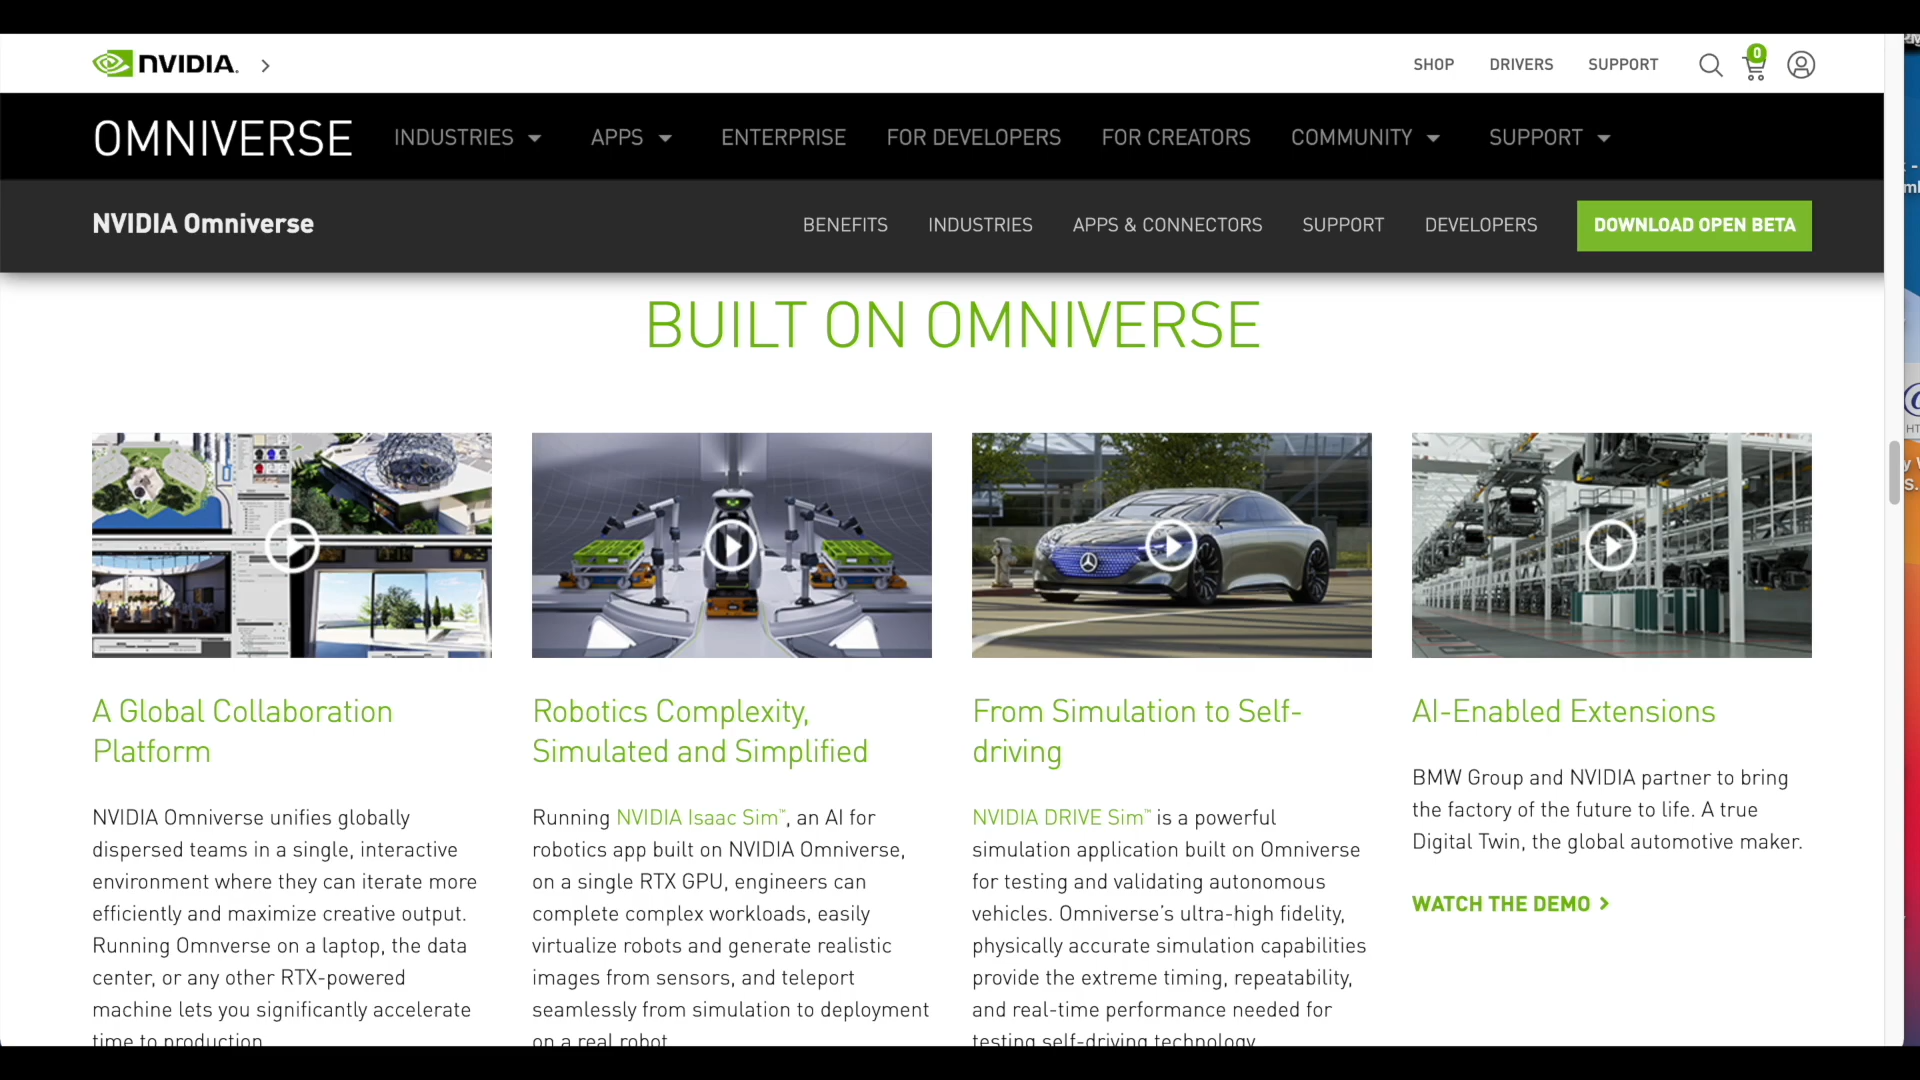 NVIDIA.
SHOP DRIVERS SUPPORT 0
OMNIVERSE INDUSTRIES APPS ENTERPRISE FOR DEVELOPERS FOR CREATORS COMMUNITY SUPPORT
NVIDIA Omniverse BENEFITS INDUSTRIES APPS & CONNECTORS SUPPORT DEVELOPERS DOWNLOAD OPEN BETA
BUILT ON OMNIVERSE
A Global Collaboration
Platform
NVIDIA Omniverse unifies globally
dispersed teams in a single, interactive
environment where they can iterate more
efficiently and maximize creative output.
Running Omnverse on a laptop, the data
center, or any other RTX-powered
machine lets you significantly accelerate
time to production
Robotics Complexity,
Simulated and Simplified
Running NVIDIA Isaac Sim™, an AI for
robotics app built on NVIDIA Omniverse,
on a single RTX GPU, engineers can
complete complex workloads, easily
virtualize robots and generate realistic
images from sensors, and teleport
seamlessly from simulation to deployment
on a real robot
From Simulation to Self-
driving
NVIDIA DRIVE Sim™ is a powerful
simulation application built on Omniverse
for testing and validating autonomous
vehicles. Omniverse’s ultra-high fidelity,
physically accurate simulation capabilities
provide the extreme timing, repeatability,
and real-time performance needed for
testing self-driving technology
AI-Enabled Extensions
BMW Group and NVIDIA partner to bring
the factory of the future to life. A true
Digital Twin, the global automotive maker.
WATCH THE DEMO